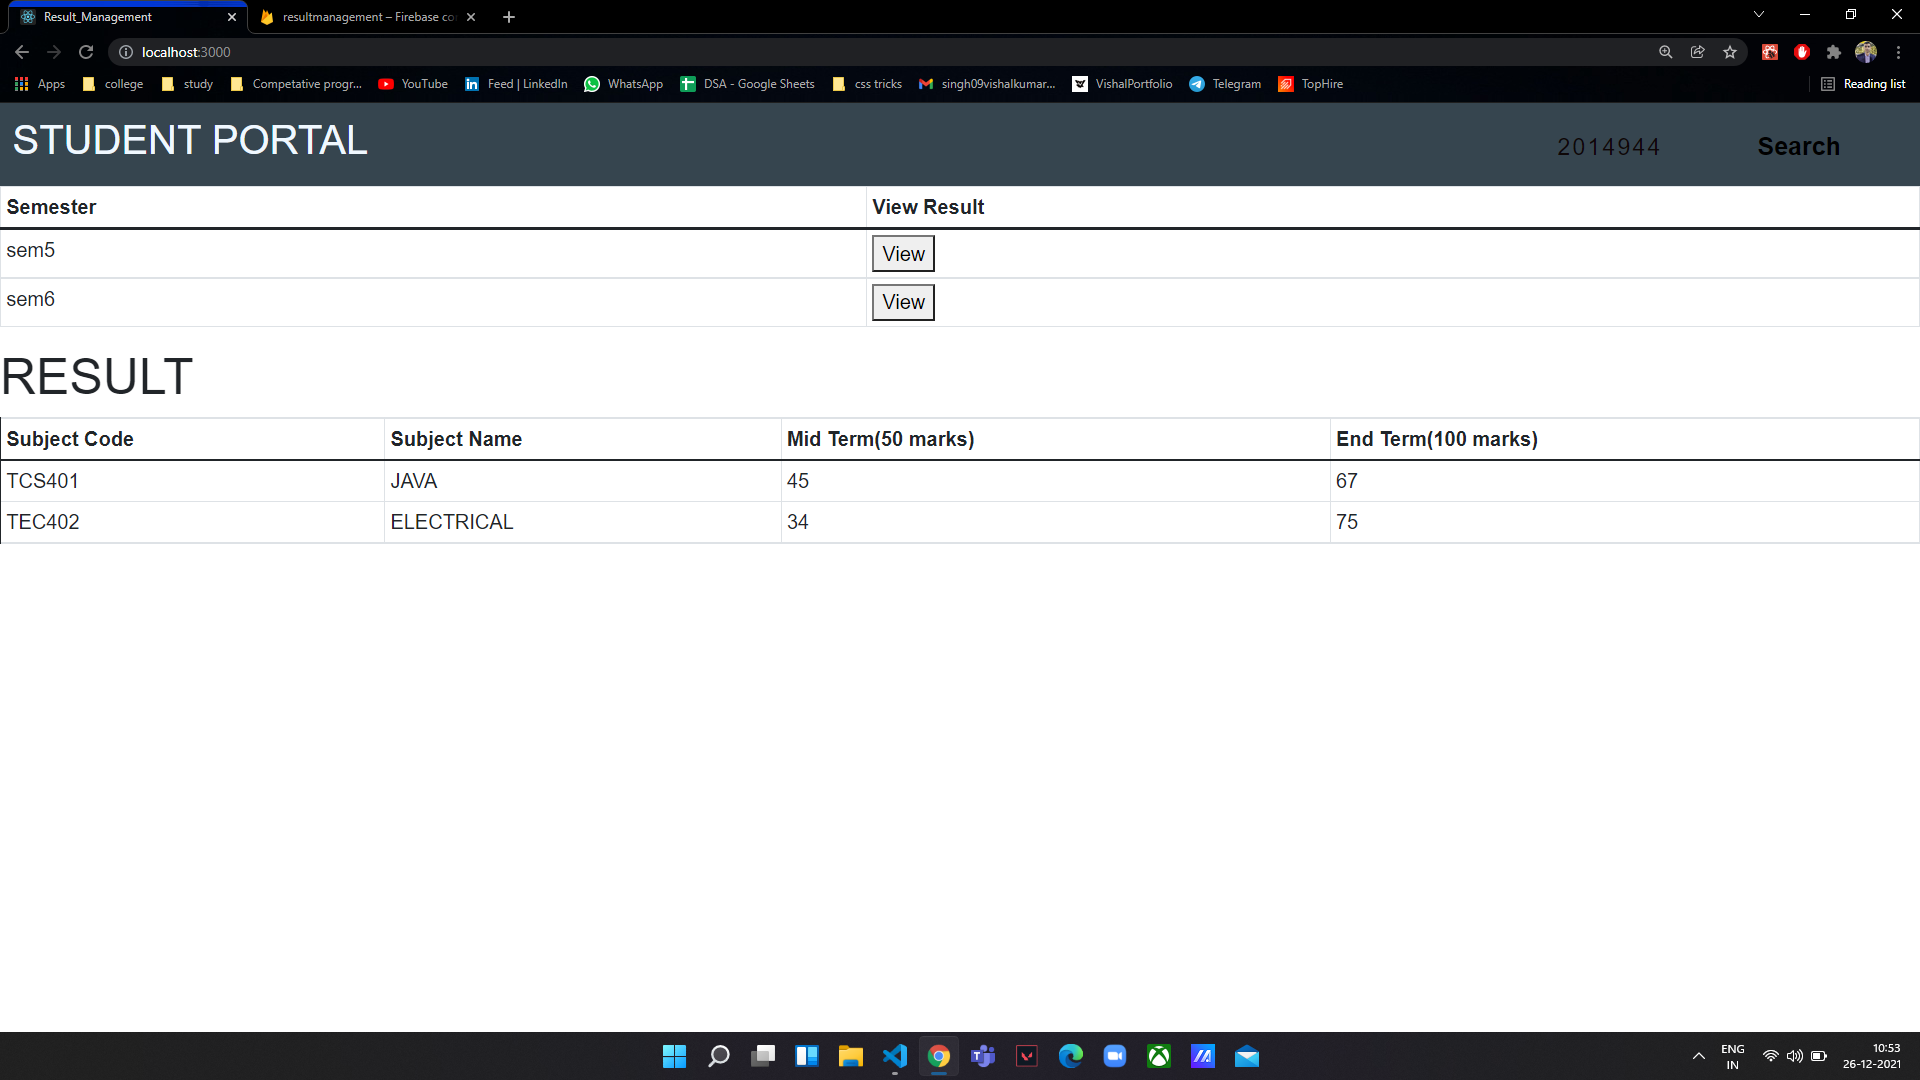 Result_Management
resultmanagement – Firebase co
localhost:3000
Apps college study Competative progr... YouTube Feed | LinkedIn WhatsApp DSA - Google Sheets css tricks singh09vishalkumar... VishalPortfolio Telegram TopHire Reading list
STUDENT PORTAL 2014944 Search
Semester View Result
sem5 View
sem6 View
RESULT
Subject Code Subject Name Mid Term(50 marks) End Term(100 marks)
TCS401 JAVA 45 67
TEC402 ELECTRICAL 34 75
ENG 10:53
IN 26-12-2021